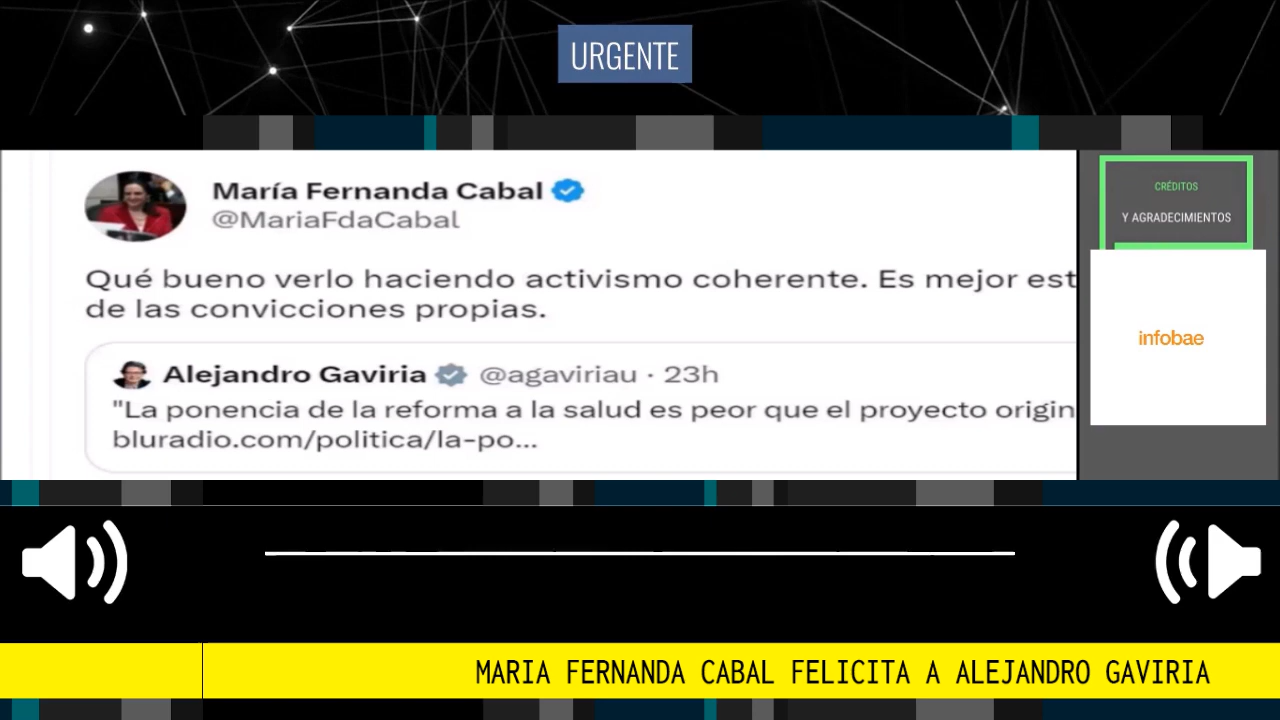 URGENTE
María Fernanda Cabal
@MariaFdaCabal
Qué bueno verlo haciendo activismo coherente. Es mejor est
de las convicciones propias.
Alejandro Gaviria @agaviriau · 23h
"La ponencia de la reforma a la salud es peor que el proyecto origin
bluradio.com/politica/la-po...
CRÉDITOS
Y AGRADECIMIENTOS
infobae
MARIA FERNANDA CABAL FELICITA A ALEJANDRO GAVIRIA